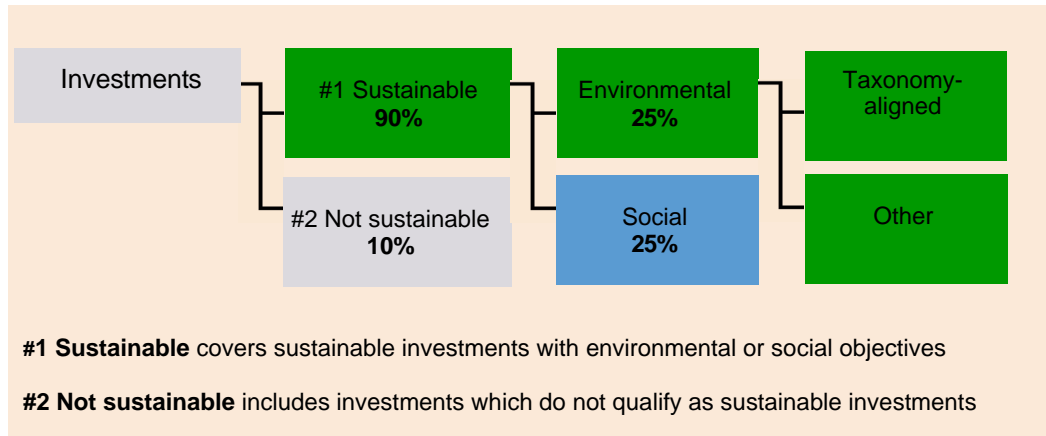 Investments
#1 Sustainable
90%
Environmental
25%
Taxonomy-
aligned
#2 Not sustainable
10%
Social
25%
Other
#1 Sustainable covers sustainable investments with environmental or social objectives
#2 Not sustainable includes investments which do not qualify as sustainable investments